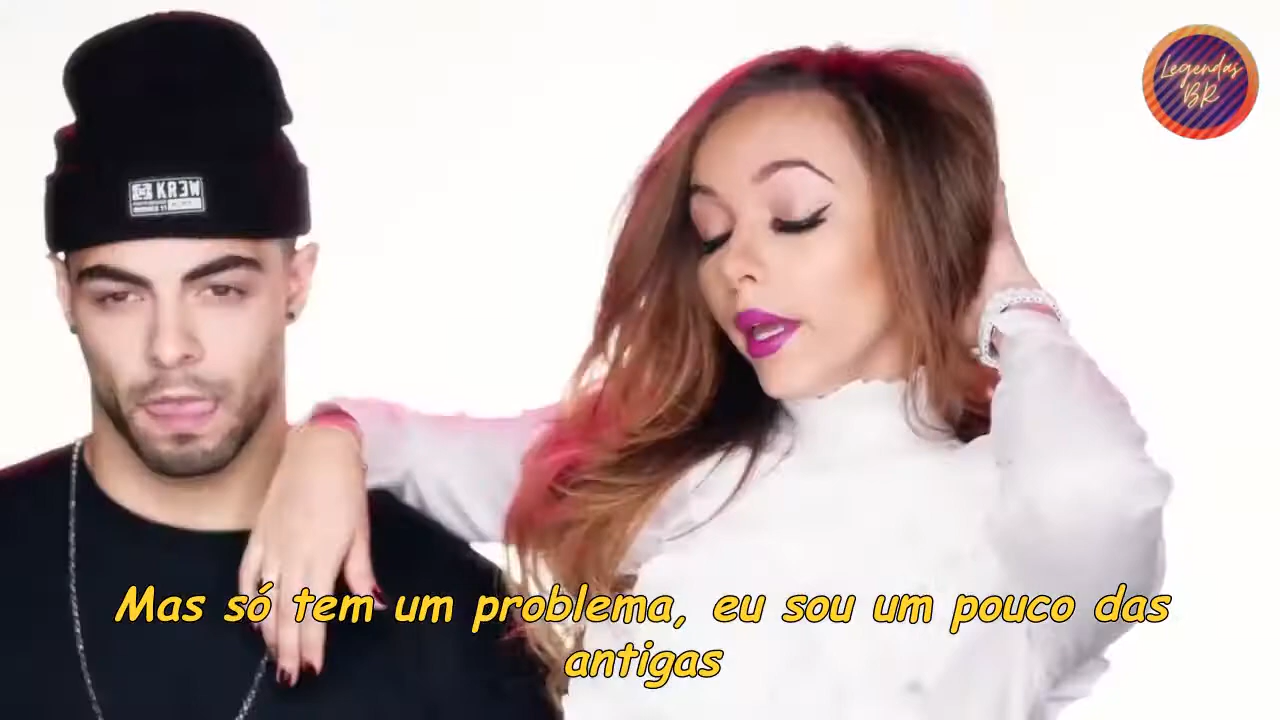 Legendas
BR
KR3W
Mas só tem um problema, eu sou um pouco das
antigas